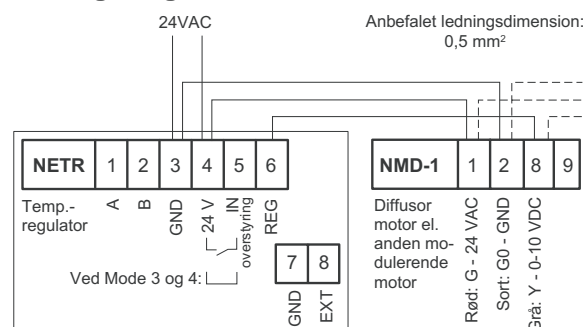 24VAC
Anbefalet ledningsdimension:
0,5 mm²
NETR 1 2 3 4 5 6
NMD-1 1 2 8 9
Temp.-
regulator
A
B
GND
24 V
IN
overstyring
REG
Diffusor
motor el.
anden mo-
dulerende
motor
Rød: G - 24 VAC
Sort: G0 - GND
Grå: Y - 0-10 VDC
Ved Mode 3 og 4:
7 8
GND
EXT